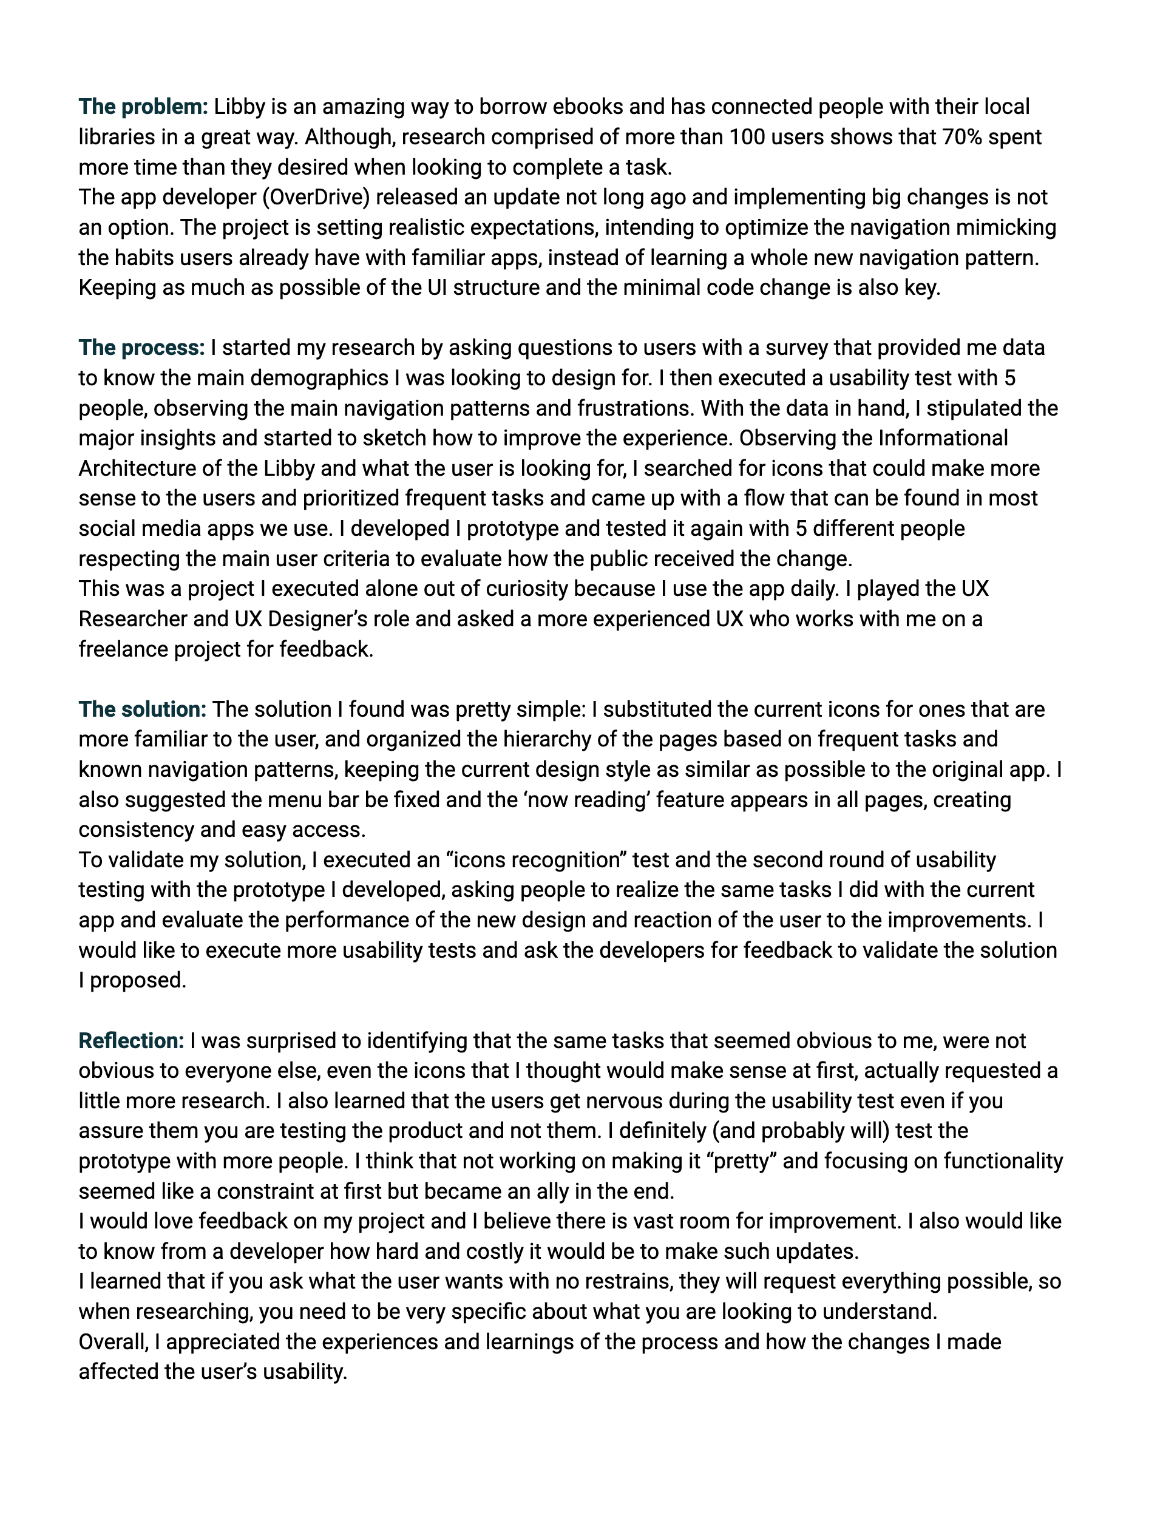 The problem: Libby is an amazing way to borrow ebooks and has connected people with their local
libraries in a great way. Although, research comprised of more than 100 users shows that 70% spent
more time than they desired when looking to complete a task.
The app developer (OverDrive) released an update not long ago and implementing big changes is not
an option. The project is setting realistic expectations, intending to optimize the navigation mimicking
the habits users already have with familiar apps, instead of learning a whole new navigation pattern.
Keeping as much as possible of the UI structure and the minimal code change is also key.
The process: I started my research by asking questions to users with a survey that provided me data
to know the main demographics I was looking to design for. I then executed a usability test with 5
people, observing the main navigation patterns and frustrations. With the data in hand, I stipulated the
major insights and started to sketch how to improve the experience. Observing the Informational
Architecture of the Libby and what the user is looking for, I searched for icons that could make more
sense to the users and prioritized frequent tasks and came up with a flow that can be found in most
social media apps we use. I developed I prototype and tested it again with 5 different people
respecting the main user criteria to evaluate how the public received the change.
This was a project I executed alone out of curiosity because I use the app daily. I played the UX
Researcher and UX Designer’s role and asked a more experienced UX who works with me on a
freelance project for feedback.
The solution: The solution I found was pretty simple: I substituted the current icons for ones that are
more familiar to the user, and organized the hierarchy of the pages based on frequent tasks and
known navigation patterns, keeping the current design style as similar as possible to the original app. I
also suggested the menu bar be fixed and the ‘now reading’ feature appears in all pages, creating
consistency and easy access.
To validate my solution, I executed an “icons recognition” test and the second round of usability
testing with the prototype I developed, asking people to realize the same tasks I did with the current
app and evaluate the performance of the new design and reaction of the user to the improvements. I
would like to execute more usability tests and ask the developers for feedback to validate the solution
I proposed.
Reflection: I was surprised to identifying that the same tasks that seemed obvious to me, were not
obvious to everyone else, even the icons that I thought would make sense at first, actually requested a
little more research. I also learned that the users get nervous during the usability test even if you
assure them you are testing the product and not them. I definitely (and probably will) test the
prototype with more people. I think that not working on making it “pretty” and focusing on functionality
seemed like a constraint at first but became an ally in the end.
I would love feedback on my project and I believe there is vast room for improvement. I also would like
to know from a developer how hard and costly it would be to make such updates.
I learned that if you ask what the user wants with no restrains, they will request everything possible, so
when researching, you need to be very specific about what you are looking to understand.
Overall, I appreciated the experiences and learnings of the process and how the changes I made
affected the user’s usability.